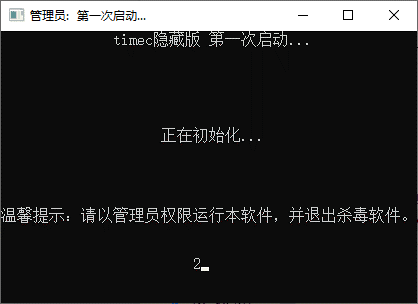 管理员: 第一次启动...
timec隐藏版 第一次启动...
正在初始化...
温馨提示：请以管理员权限运行本软件，并退出杀毒软件。
2